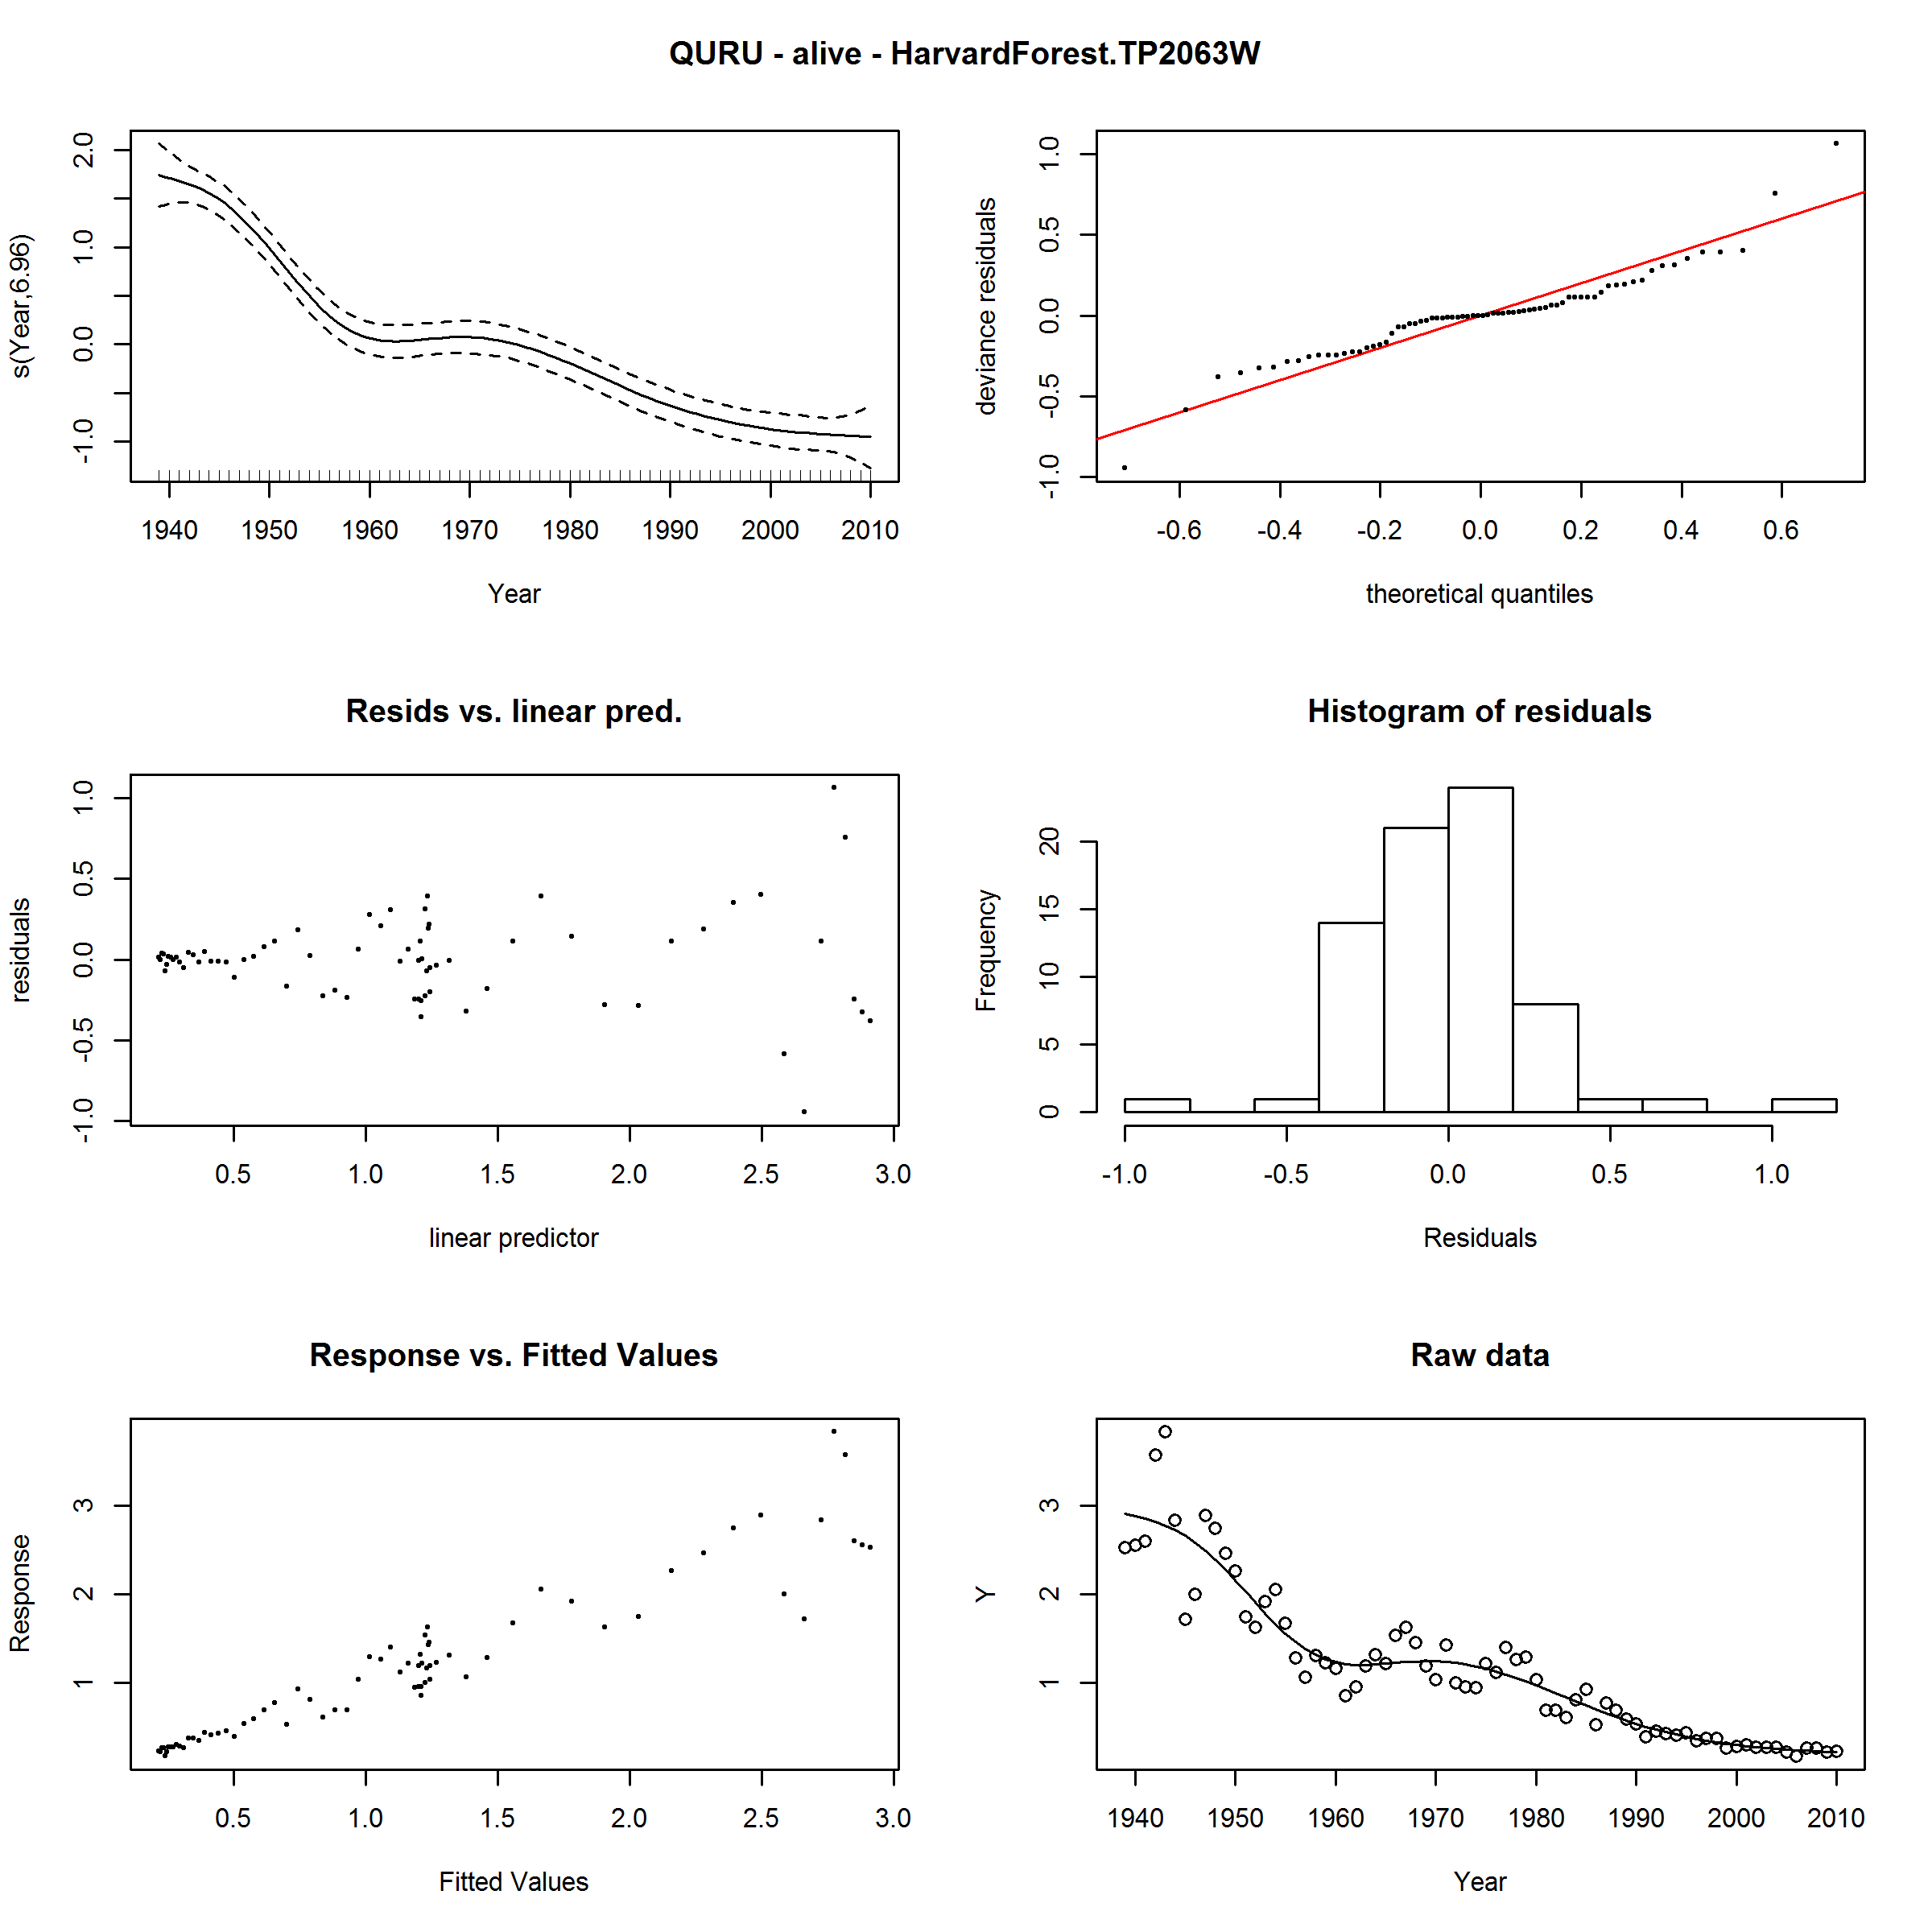 QURU - alive - HarvardForest.TP2063W
s(Year,6.96)
2.0
1.0
0.0
-1.0
1940 1950 1960 1970 1980 1990 2000 2010
Year
deviance residuals
1.0
0.5
0.0
-0.5
-1.0
-0.6 -0.4 -0.2 0.0 0.2 0.4 0.6
theoretical quantiles
Resids vs. linear pred.
residuals
1.0
0.5
0.0
-0.5
-1.0
0.5 1.0 1.5 2.0 2.5 3.0
linear predictor
Histogram of residuals
Frequency
20
15
10
5
0
-1.0 -0.5 0.0 0.5 1.0
Residuals
Response vs. Fitted Values
Response
3
2
1
0.5 1.0 1.5 2.0 2.5 3.0
Fitted Values
Raw data
Y
3
2
1
1940 1950 1960 1970 1980 1990 2000 2010
Year